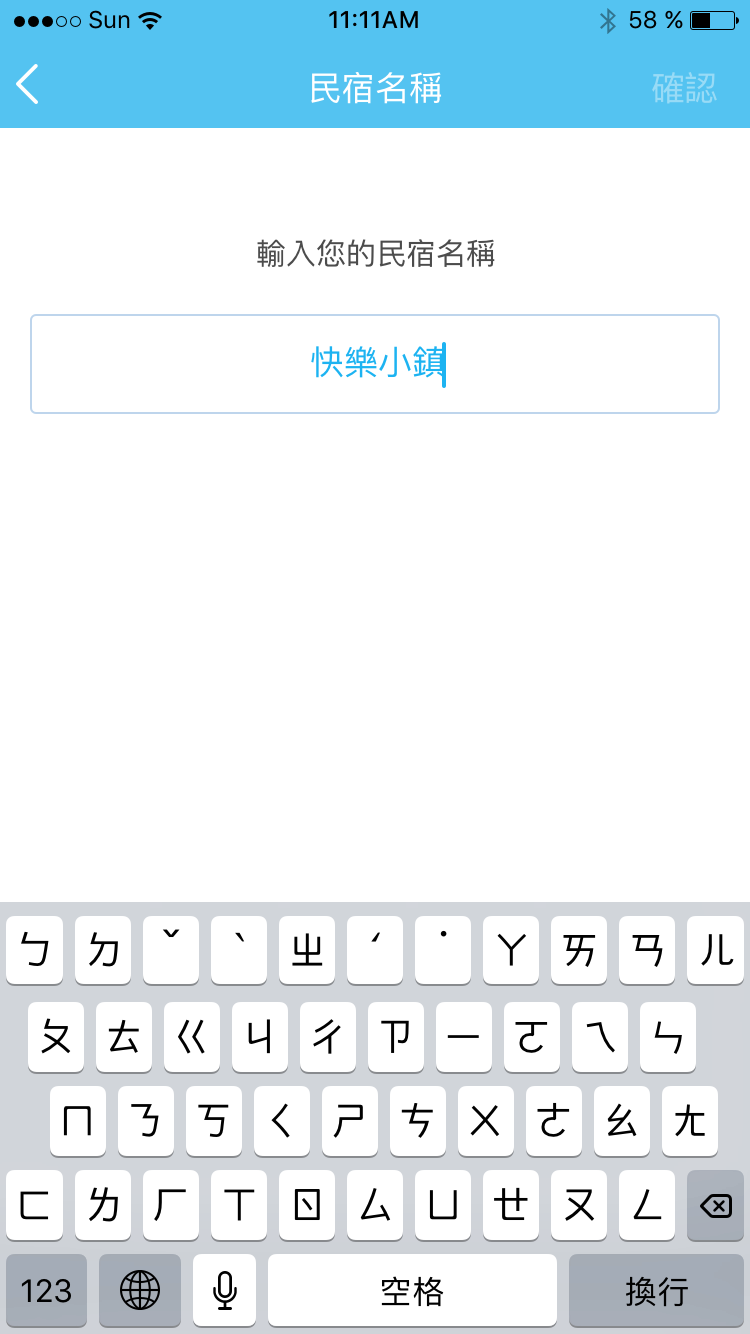 Sun 11:11AM 58 %
民宿名稱 確認
輸入您的民宿名稱
快樂小鎮
ㄅ ㄉ ˇ ˋ ㄓ ˊ ˙ ㄚ ㄞ ㄢ ㄦ
ㄆ ㄊ ㄍ ㄐ ㄔ ㄗ ㄧ ㄛ ㄟ ㄣ
ㄇ ㄋ ㄎ ㄑ ㄕ ㄘ ㄨ ㄜ ㄠ ㄤ
ㄈ ㄌ ㄏ ㄒ ㄖ ㄙ ㄩ ㄝ ㄡ ㄥ
123 空格 換行